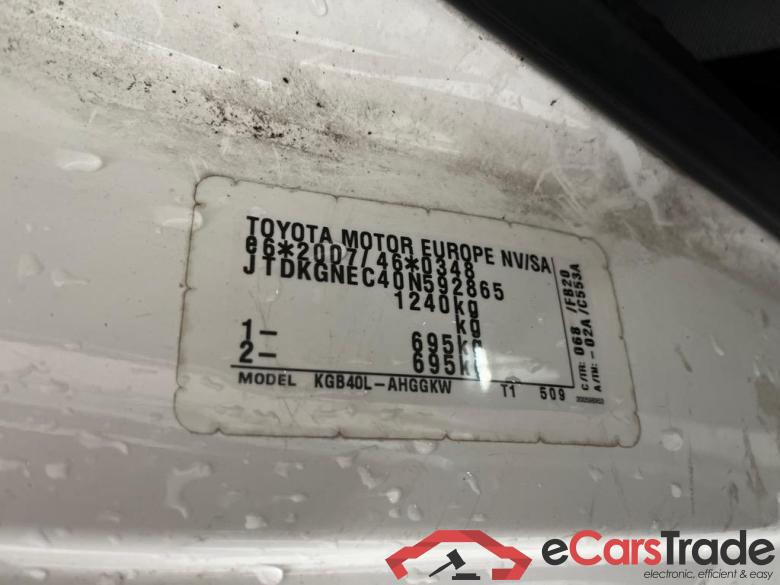 TOYOTA MOTOR EUROPE NV/SA
e6*2007/46*0348
JTDKGNEC40N592865
1240kg
kg
1- 695kg
2- 695kg
MODEL KGB40L-AHGGKW T1 509
C/TR: 068 /FB20
A/TM: -02A /C553A
eCarsTrade
electronic, efficient & easy